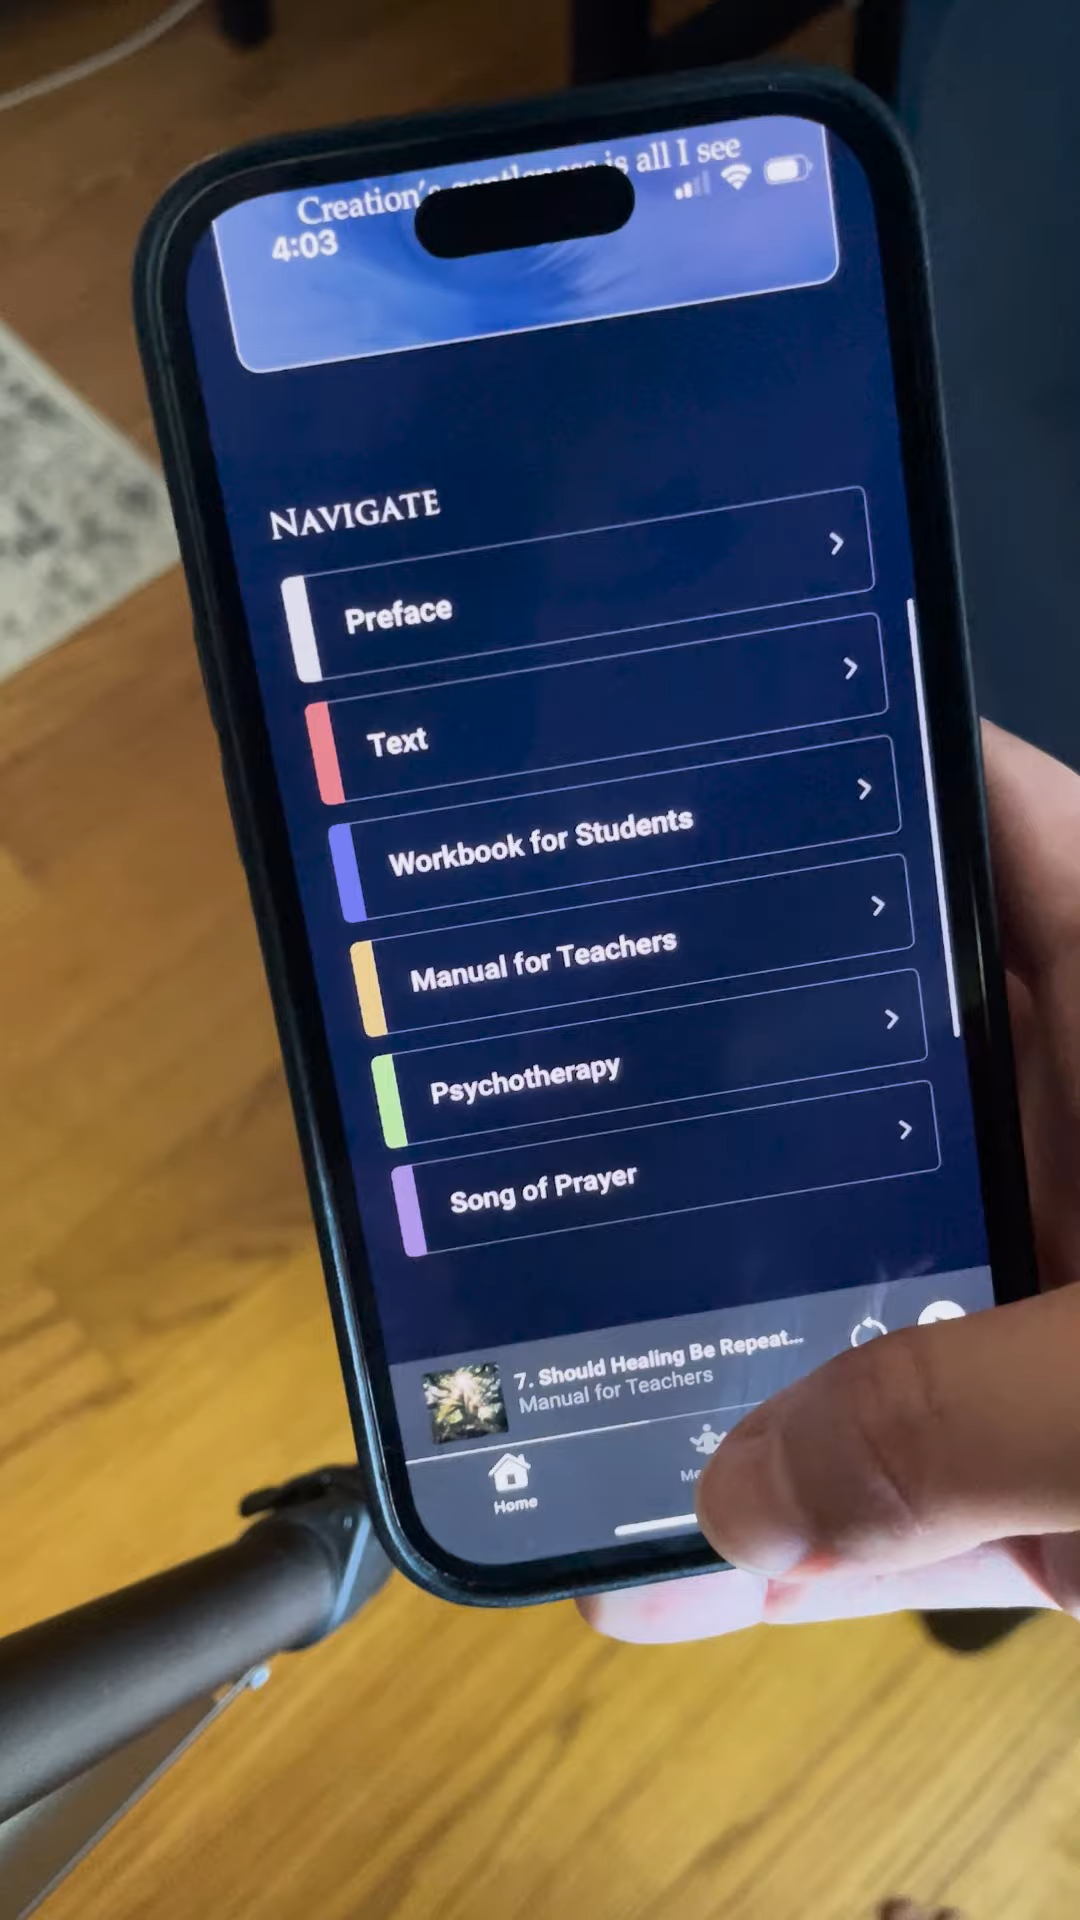 Creation's gentleness is all I see
4:03
NAVIGATE
Preface
Text
Workbook for Students
Manual for Teachers
Psychotherapy
Song of Prayer
7. Should Healing Be Repeat...
Manual for Teachers
Home
Me